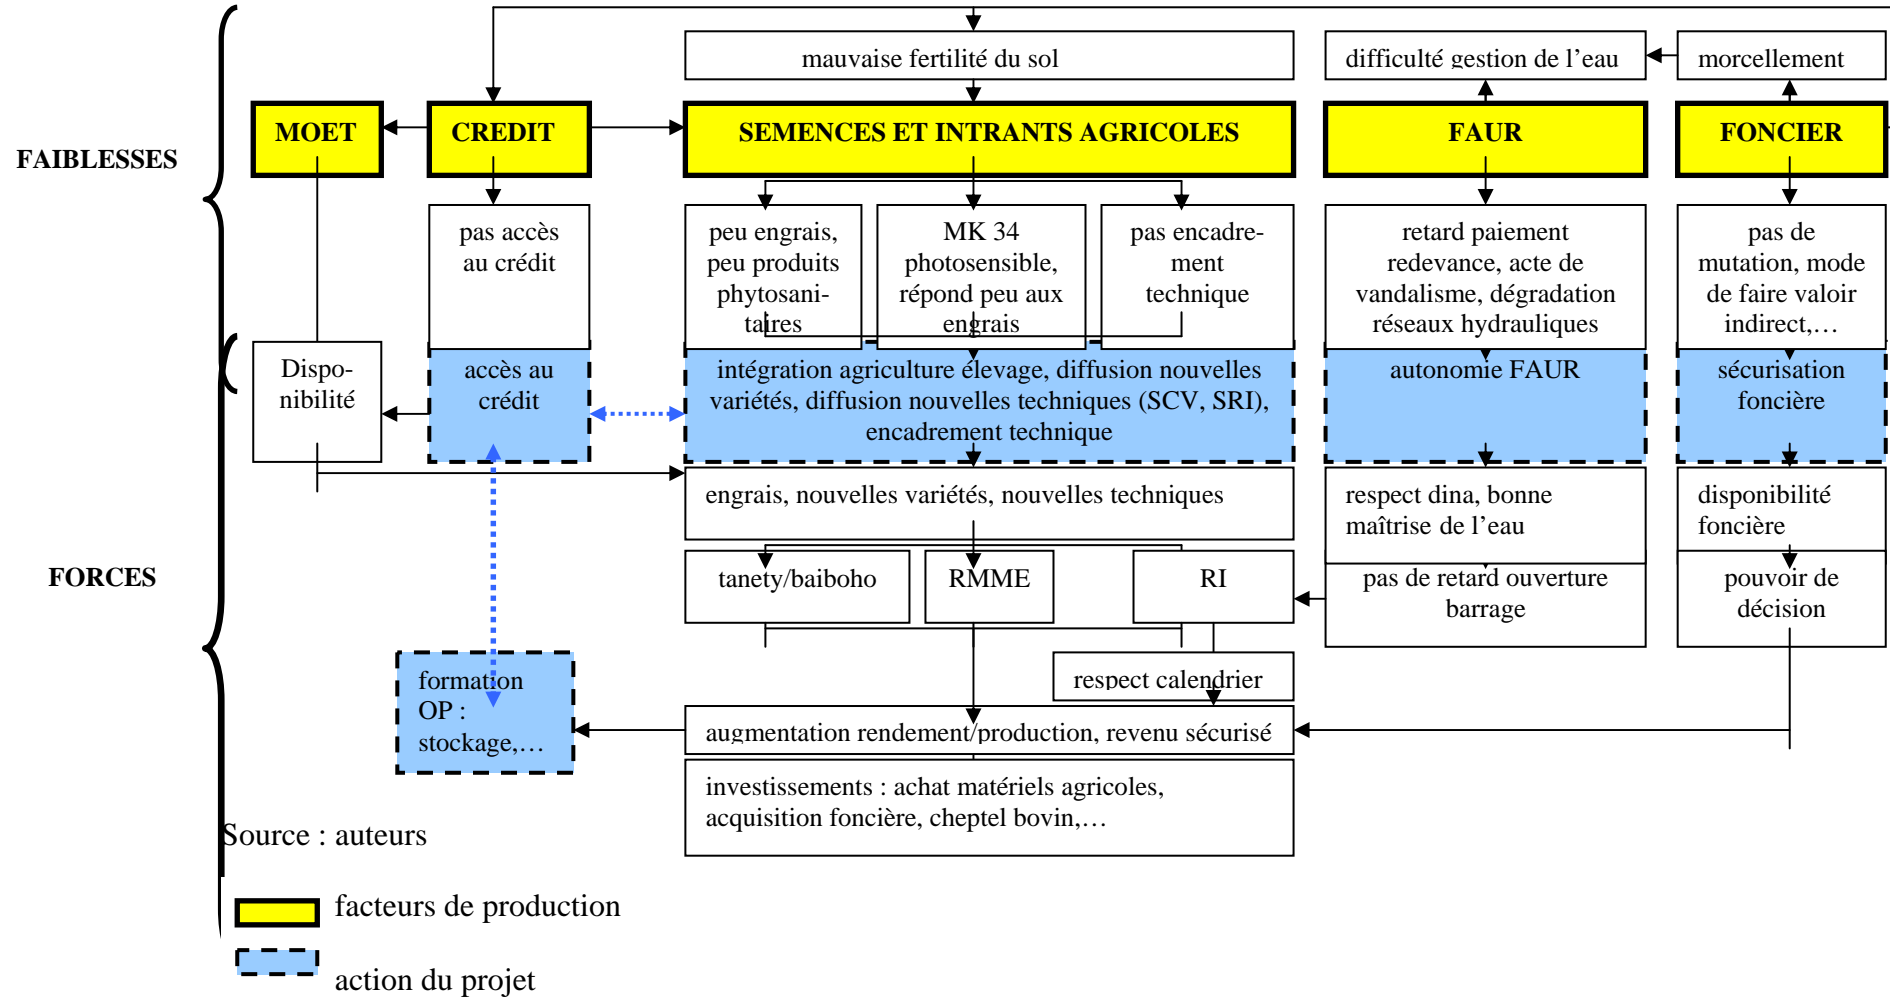 mauvaise fertilité du sol
difficulté gestion de l’eau
morcellement
FAIBLESSES
MOET
CREDIT
SEMENCES ET INTRANTS AGRICOLES
FAUR
FONCIER
pas accès
au crédit
peu engrais,
peu produits
phytosani-
taires
MK 34
photosensible,
répond peu aux
engrais
pas encadre-
ment
technique
retard paiement
redevance, acte de
vandalisme, dégradation
réseaux hydrauliques
pas de
mutation, mode
de faire valoir
indirect,…
Dispo-
nibilité
accès au
crédit
intégration agriculture élevage, diffusion nouvelles
variétés, diffusion nouvelles techniques (SCV, SRI),
encadrement technique
autonomie FAUR
sécurisation
foncière
FORCES
engrais, nouvelles variétés, nouvelles techniques
respect dina, bonne
maîtrise de l’eau
disponibilité
foncière
tanety/baiboho
RMME
RI
pas de retard ouverture
barrage
pouvoir de
décision
formation
OP :
stockage,…
respect calendrier
augmentation rendement/production, revenu sécurisé
investissements : achat matériels agricoles,
acquisition foncière, cheptel bovin,…
Source : auteurs
facteurs de production
action du projet